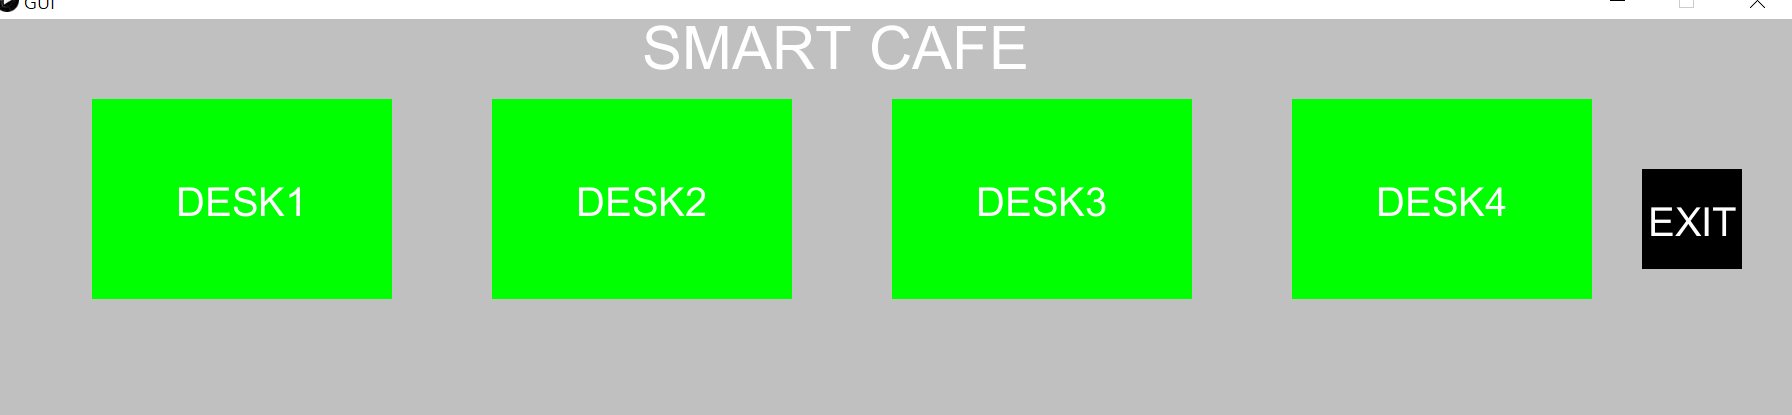 GUI
SMART CAFE
DESK1
DESK2
DESK3
DESK4
EXIT